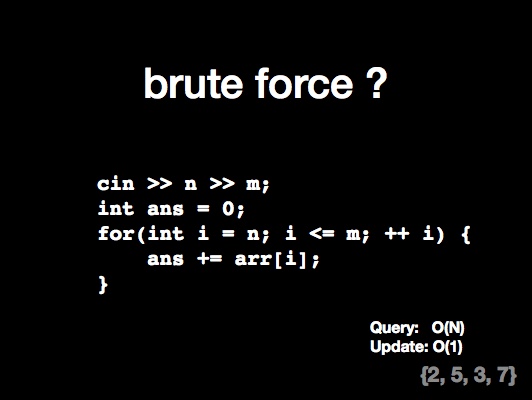 brute force ?
cin >> n >> m;
int ans = 0;
for(int i = n; i <= m; ++ i) {
    ans += arr[i];
}
Query:   O(N)
Update: O(1)
{2, 5, 3, 7}